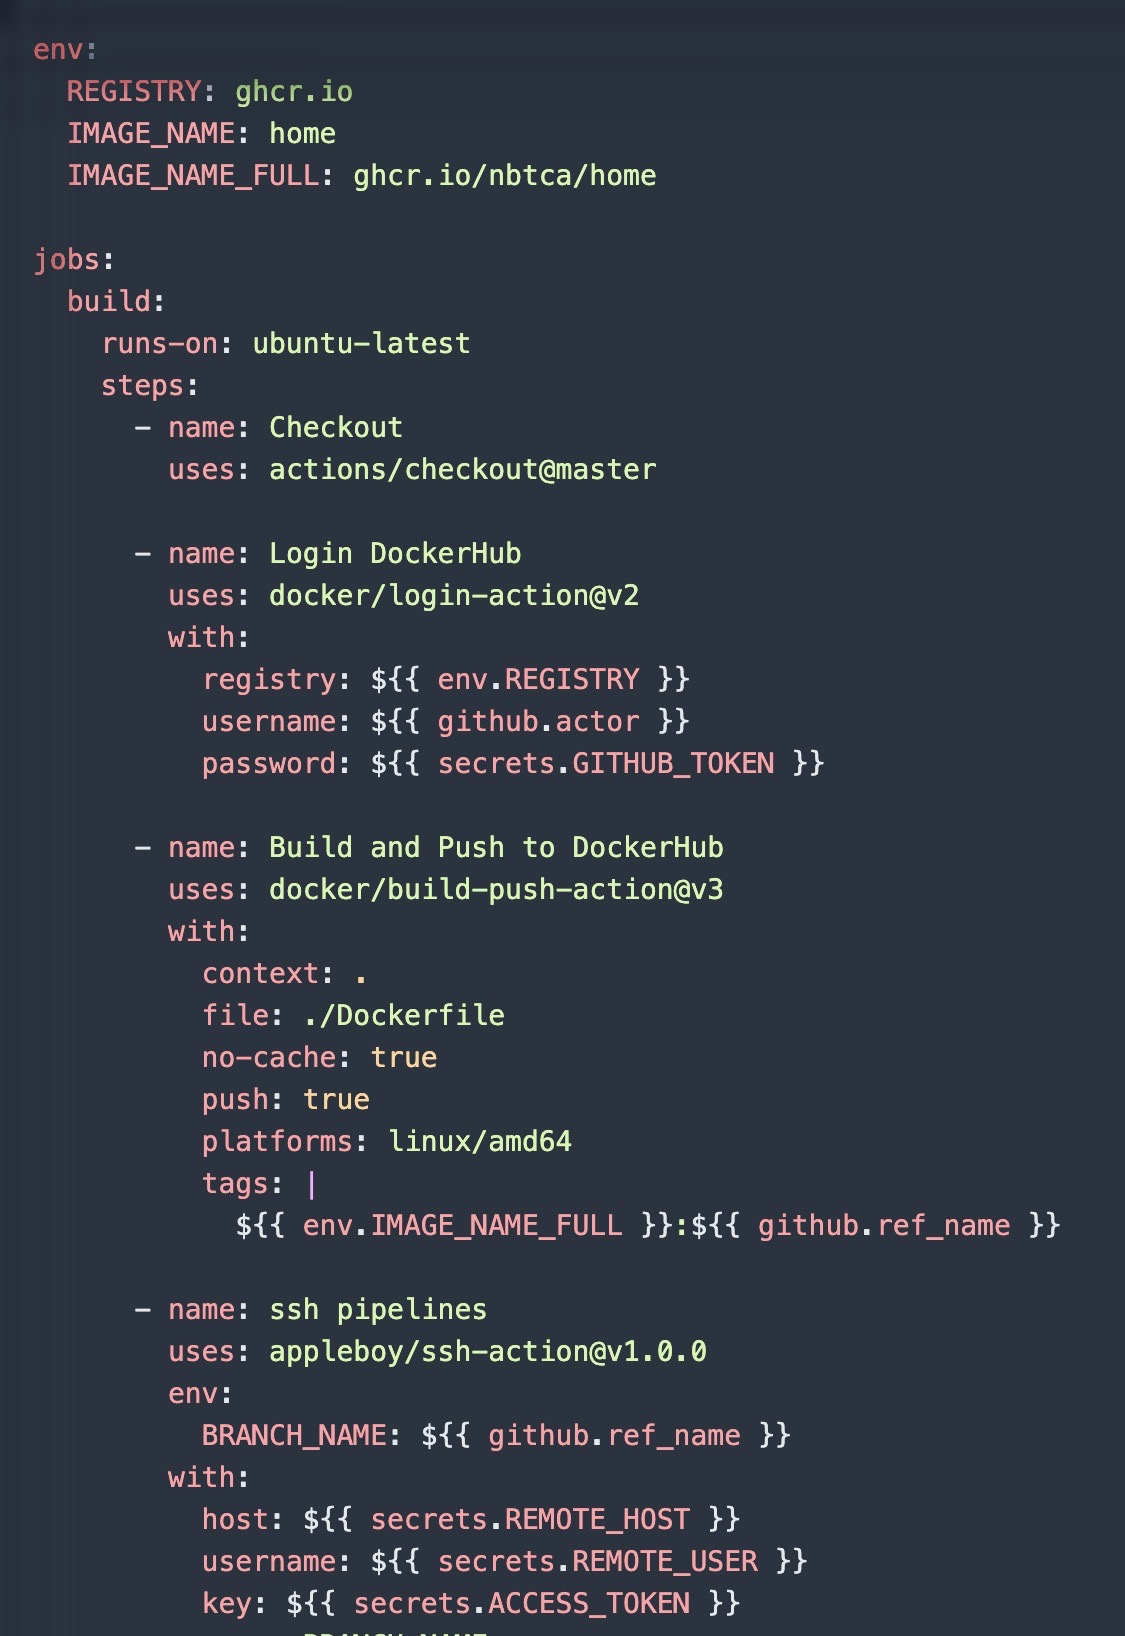 env:
  REGISTRY: ghcr.io
  IMAGE_NAME: home
  IMAGE_NAME_FULL: ghcr.io/nbtca/home

jobs:
  build:
    runs-on: ubuntu-latest
    steps:
      - name: Checkout
        uses: actions/checkout@master

      - name: Login DockerHub
        uses: docker/login-action@v2
        with:
          registry: ${{ env.REGISTRY }}
          username: ${{ github.actor }}
          password: ${{ secrets.GITHUB_TOKEN }}

      - name: Build and Push to DockerHub
        uses: docker/build-push-action@v3
        with:
          context: .
          file: ./Dockerfile
          no-cache: true
          push: true
          platforms: linux/amd64
          tags: |
            ${{ env.IMAGE_NAME_FULL }}:${{ github.ref_name }}

      - name: ssh pipelines
        uses: appleboy/ssh-action@v1.0.0
        env:
          BRANCH_NAME: ${{ github.ref_name }}
        with:
          host: ${{ secrets.REMOTE_HOST }}
          username: ${{ secrets.REMOTE_USER }}
          key: ${{ secrets.ACCESS_TOKEN }}